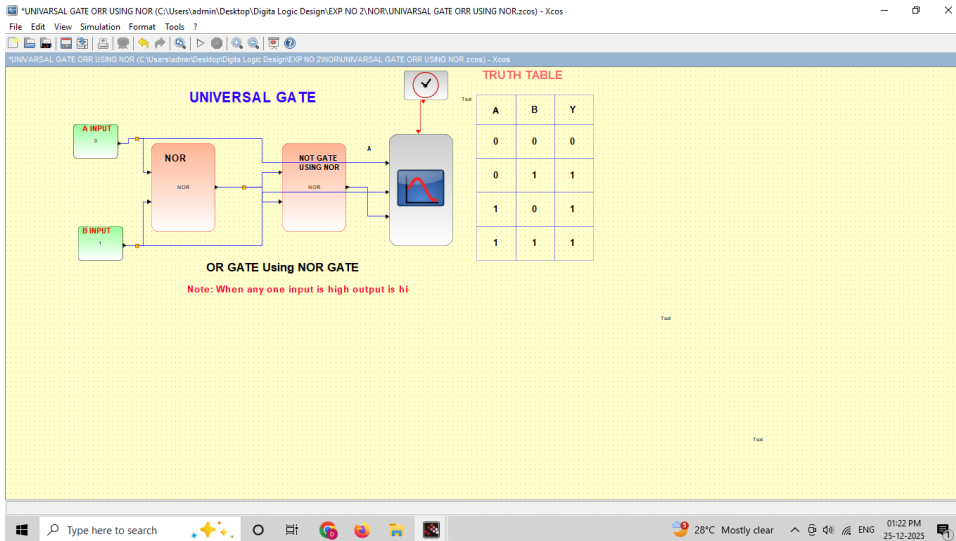 *UNIVARSAL GATE ORR USING NOR (C:\Users\admin\Desktop\Digita Logic Design\EXP NO 2\NOR\UNIVARSAL GATE ORR USING NOR.zcos) - Xcos
File Edit View Simulation Format Tools ?
*UNIVARSAL GATE ORR USING NOR (C:\Users\admin\Desktop\Digita Logic Design\EXP NO 2\NOR\UNIVARSAL GATE ORR USING NOR.zcos) - Xcos
TRUTH TABLE
UNIVERSAL GATE
Text
A B Y
A INPUT
0
0 0 0
A
NOR
NOT GATE
USING NOR
NOR
NOR
0 1 1
1 0 1
B INPUT
1
1 1 1
OR GATE Using NOR GATE
Note: When any one input is high output is hi
Text
Text
Type here to search
28°C Mostly clear
ENG
01:22 PM
25-12-2025
1